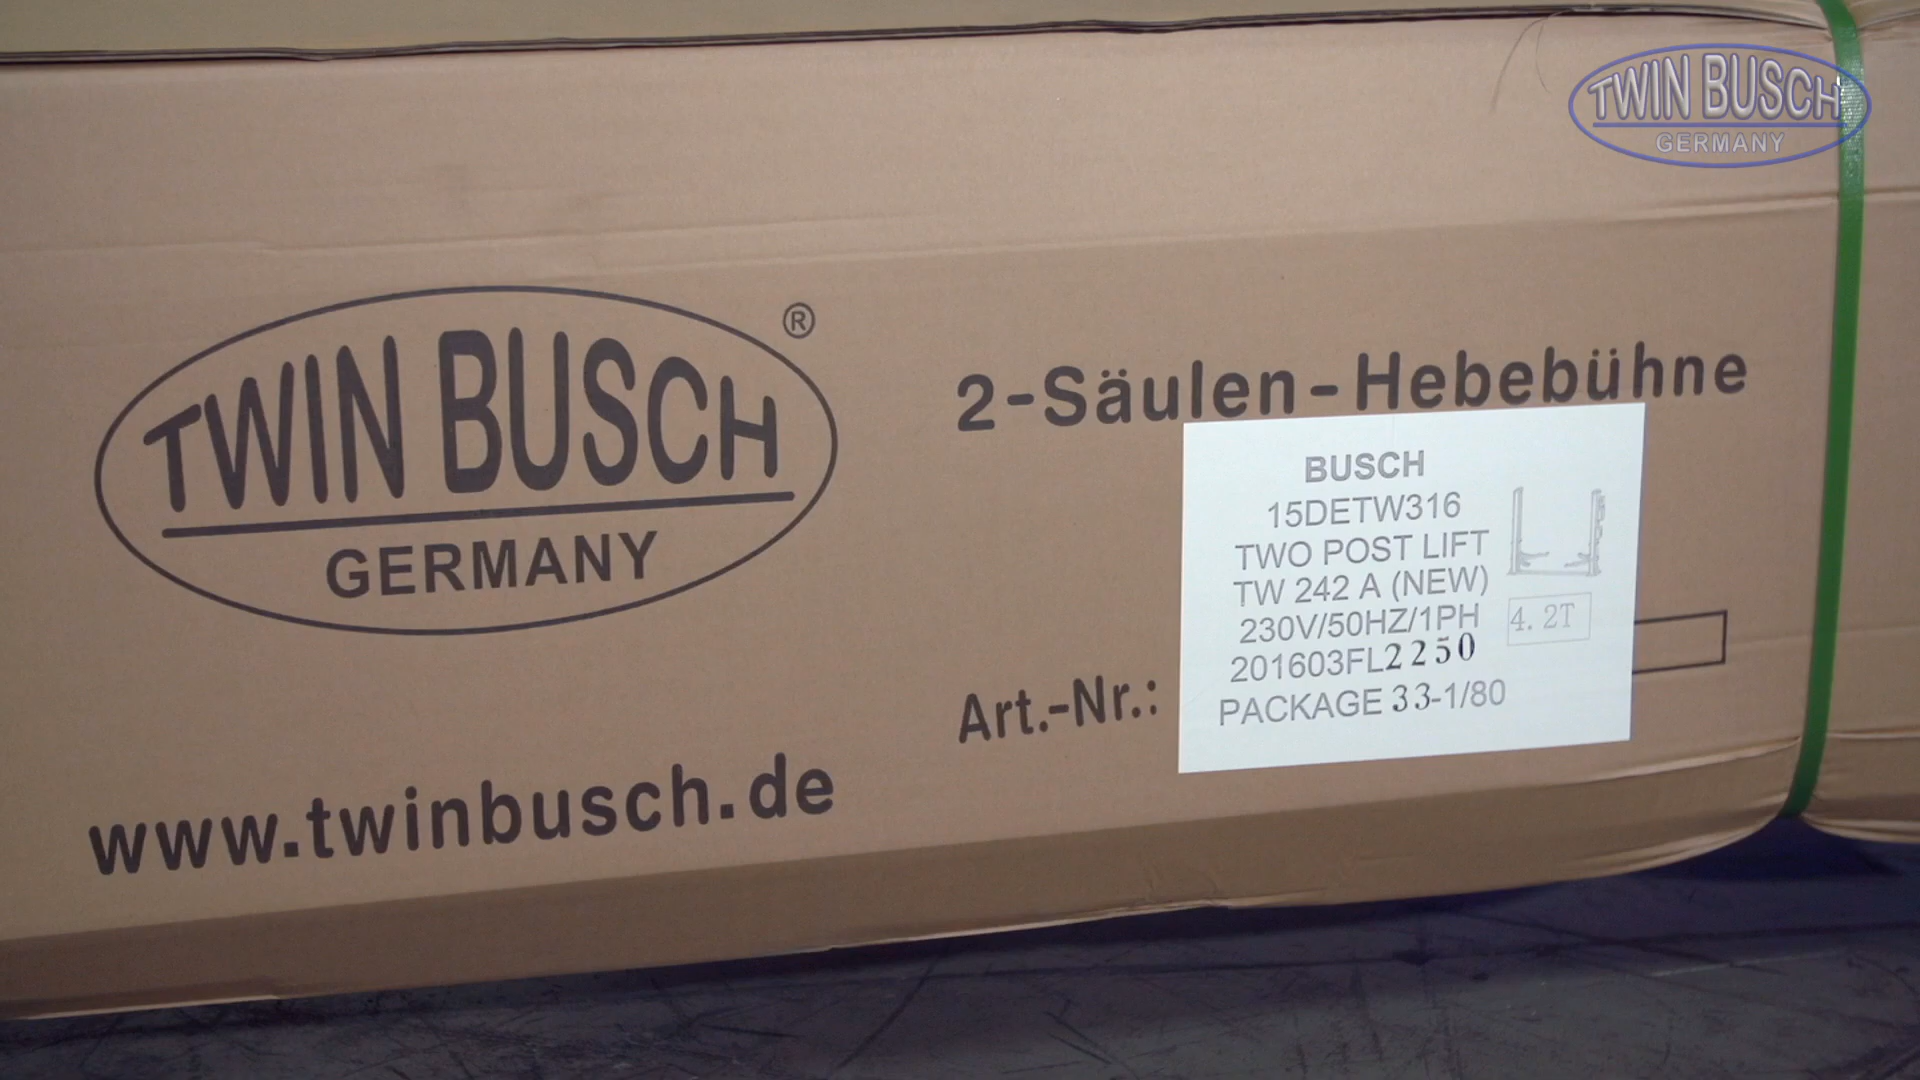 TWIN BUSCH
GERMANY
TWIN BUSCH ®
GERMANY
www.twinbusch.de
2-Säulen-Hebebühne
Art.-Nr.:
BUSCH
15DETW316
TWO POST LIFT
TW 242 A (NEW)
230V/50HZ/1PH
201603FL2250
PACKAGE 33-1/80
4.2T